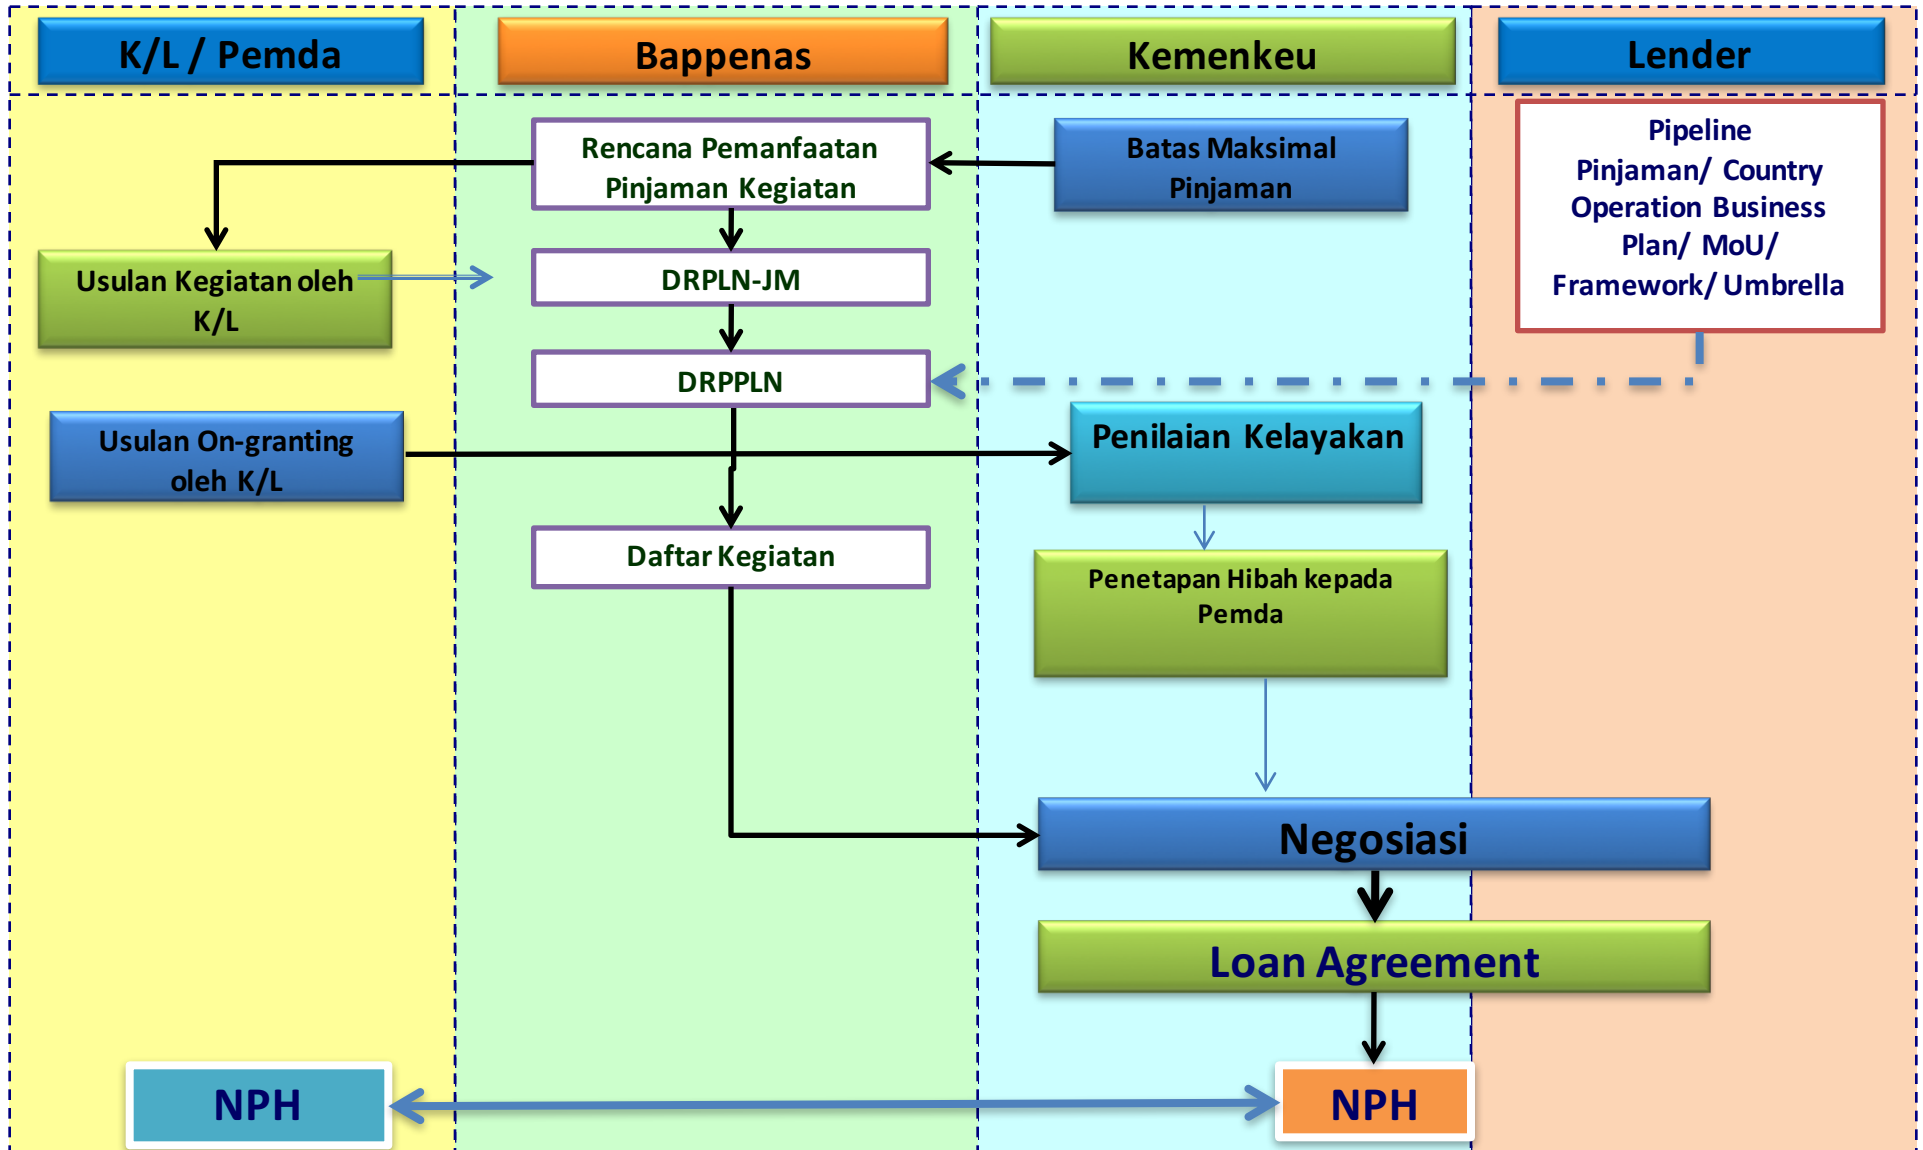 K/L / Pemda
Bappenas
Kemenkeu
Lender
Rencana Pemanfaatan
Pinjaman Kegiatan
Batas Maksimal
Pinjaman
Pipeline
Pinjaman/ Country
Operation Business
Plan/ MoU/
Framework/ Umbrella
Usulan Kegiatan oleh
K/L
DRPLN-JM
DRPPLN
Usulan On-granting
oleh K/L
Penilaian Kelayakan
Daftar Kegiatan
Penetapan Hibah kepada
Pemda
Negosiasi
Loan Agreement
NPH
NPH